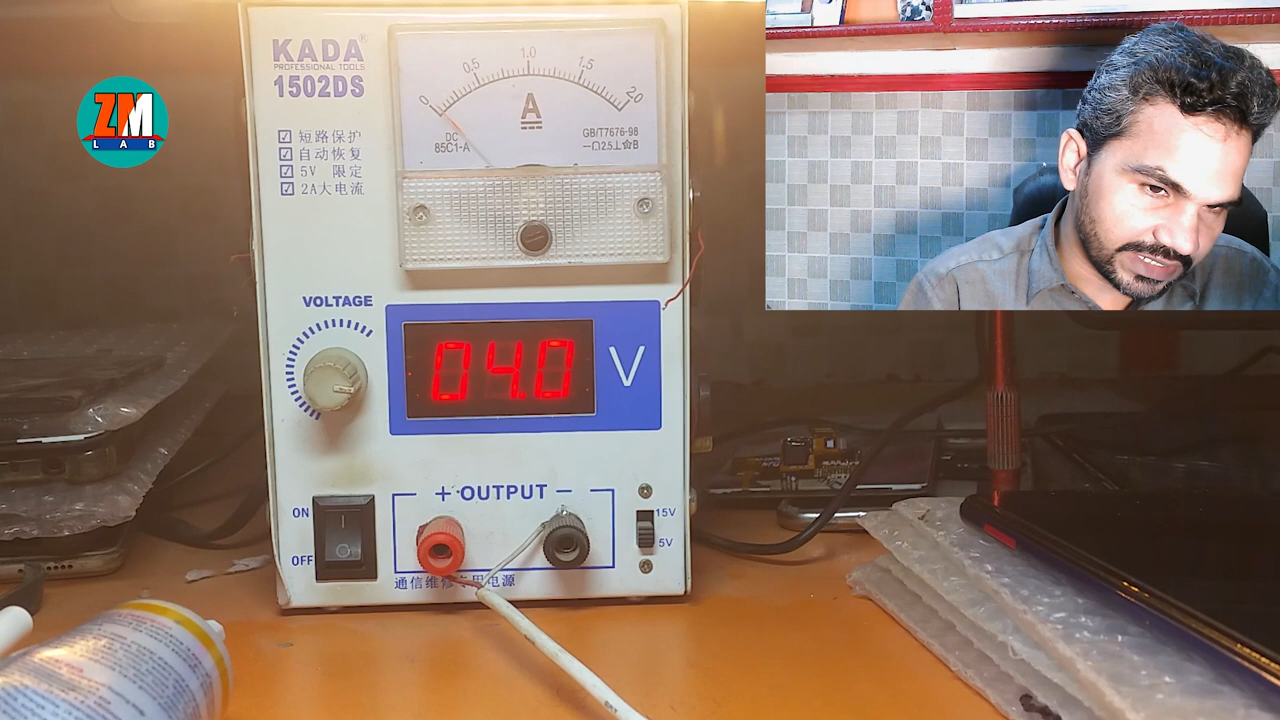 ZM
LAB
KADA®
PROFESSIONAL TOOLS
1502DS
短路保护
自动恢复
5V 限定
2A大电流
0 0.5 1.0 1.5 2.0
A
DC
85C1-A
GB/T7676-98
2.5
VOLTAGE
04.0 V
ON
OFF
+ OUTPUT −
15V
5V
通信维修专用电源